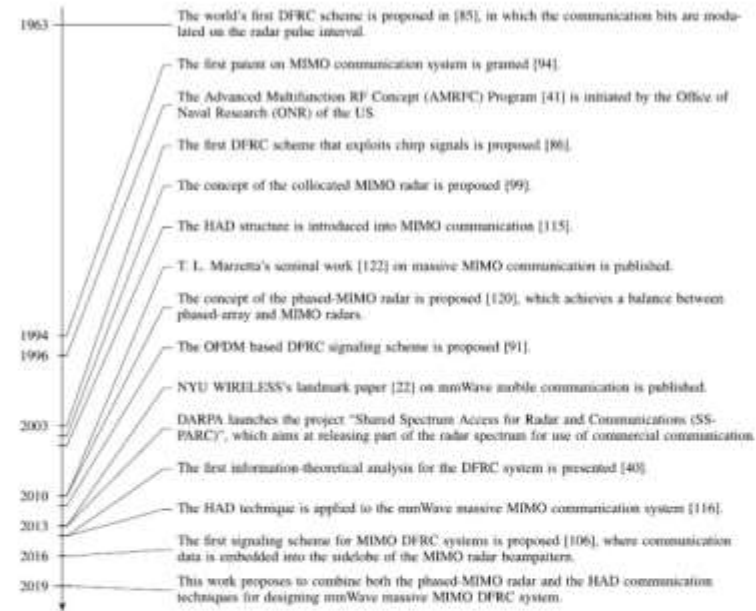 1963
The world's first DFRC scheme is proposed in [85], in which the communication bits are modu-
lated on the radar pulse interval.
The first patent on MIMO communication system is granted [94].
The Advanced Multifunction RF Concept (AMRFC) Program [41] is initiated by the Office of
Naval Research (ONR) of the US
The first DFRC scheme that exploits chirp signals is proposed [86].
The concept of the collocated MIMO radar is proposed [99].
The HAD structure is introduced into MIMO communication [115].
T. L. Marzetta's seminal work [122] on massive MIMO communication is published.
The concept of the phased-MIMO radar is proposed [120], which achieves a balance between
phased-array and MIMO radars.
1994
The OFDM based DFRC signaling scheme is proposed [91].
1996
NYU WIRELESS's landmark paper [22] on mmWave mobile communication is published.
DARPA launches the project "Shared Spectrum Access for Radar and Communications (SS-
PARC)", which aims at releasing part of the radar spectrum for use of commercial communication.
2003
The first information-theoretical analysis for the DFRC system is presented [40].
2010
The HAD technique is applied to the mmWave massive MIMO communication system [116].
2013
The first signaling scheme for MIMO DFRC systems is proposed [106], where communication
data is embedded into the sidelobe of the MIMO radar beampattern.
2016
This work proposes to combine both the phased-MIMO radar and the HAD communication
techniques for designing mmWave massive MIMO DFRC system.
2019